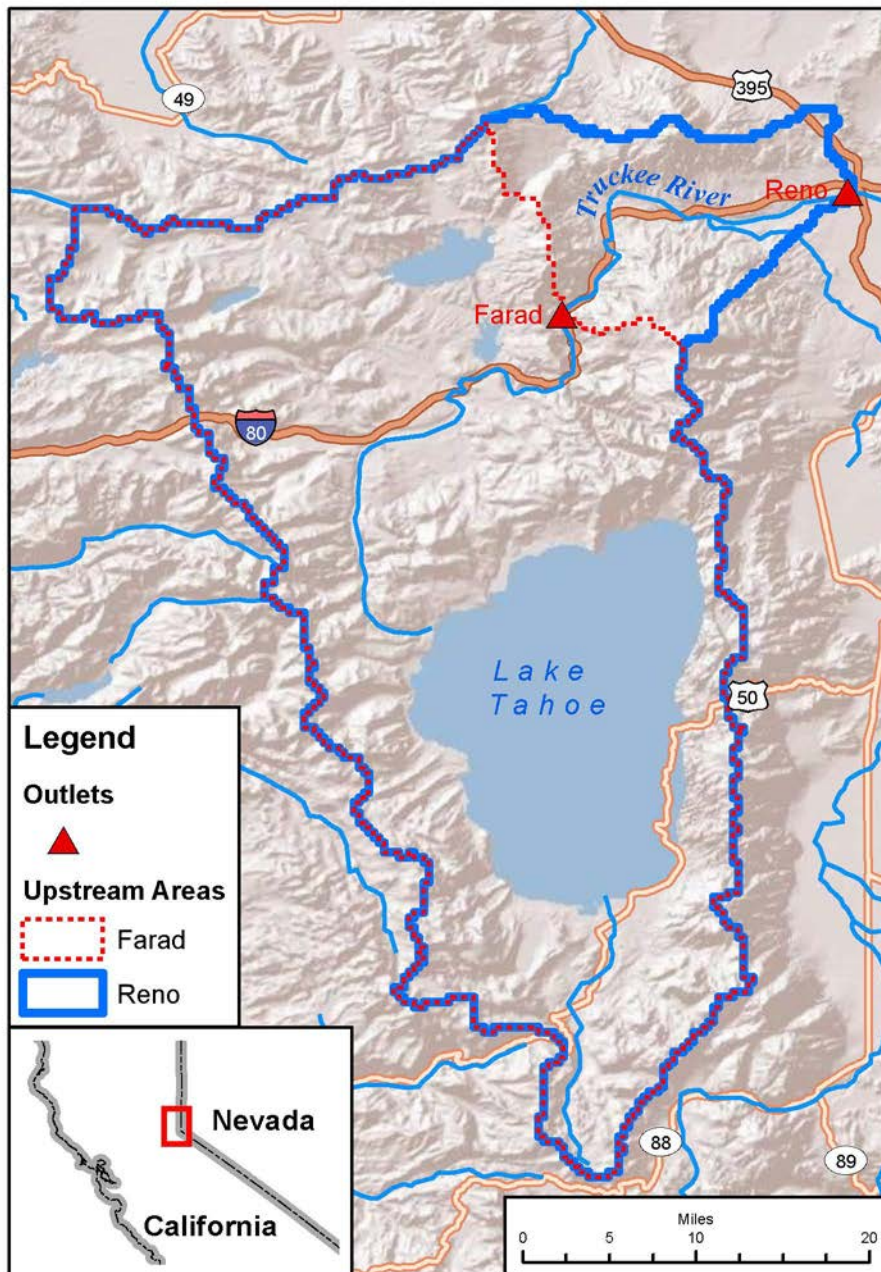 49
395
Truckee River
Reno
Farad
80
Lake
Tahoe
50
Legend
Outlets
Upstream Areas
Farad
Reno
Nevada
California
88
89
Miles
0 5 10 20